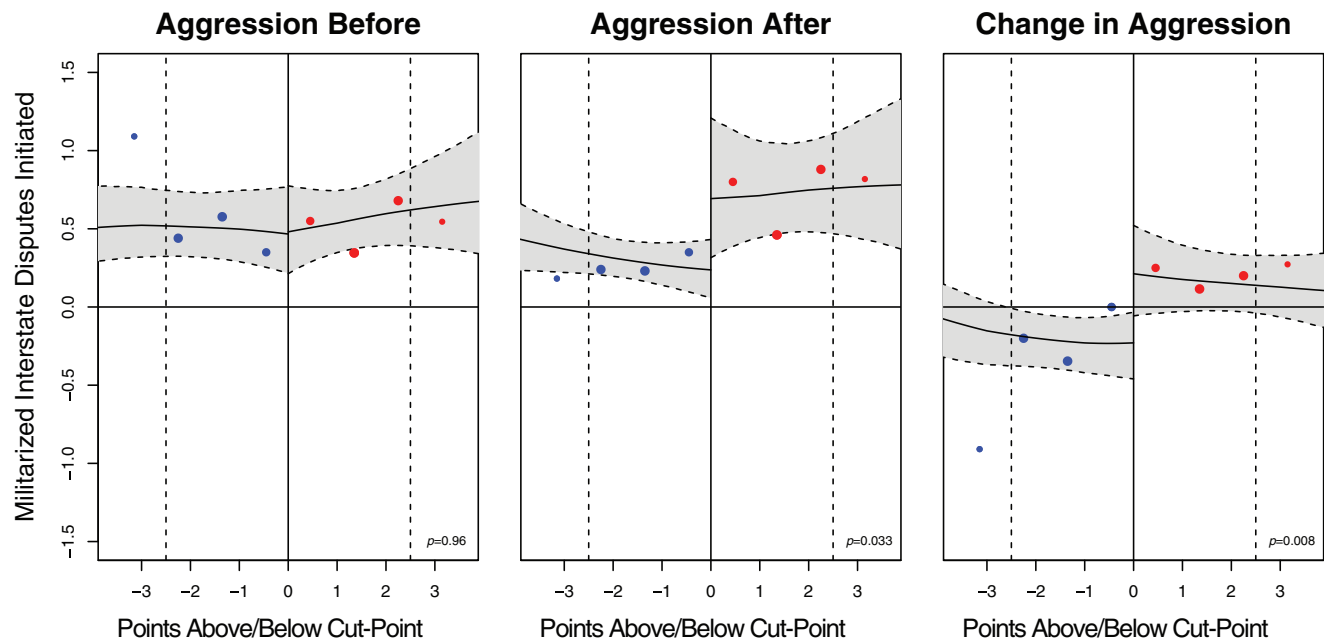 Aggression Before
Aggression After
Change in Aggression
Militarized Interstate Disputes Initiated
1.5
1.0
0.5
0.0
−0.5
−1.0
−1.5
p=0.96
p=0.033
p=0.008
−3 −2 −1 0 1 2 3
−3 −2 −1 0 1 2 3
−3 −2 −1 0 1 2 3
Points Above/Below Cut-Point
Points Above/Below Cut-Point
Points Above/Below Cut-Point